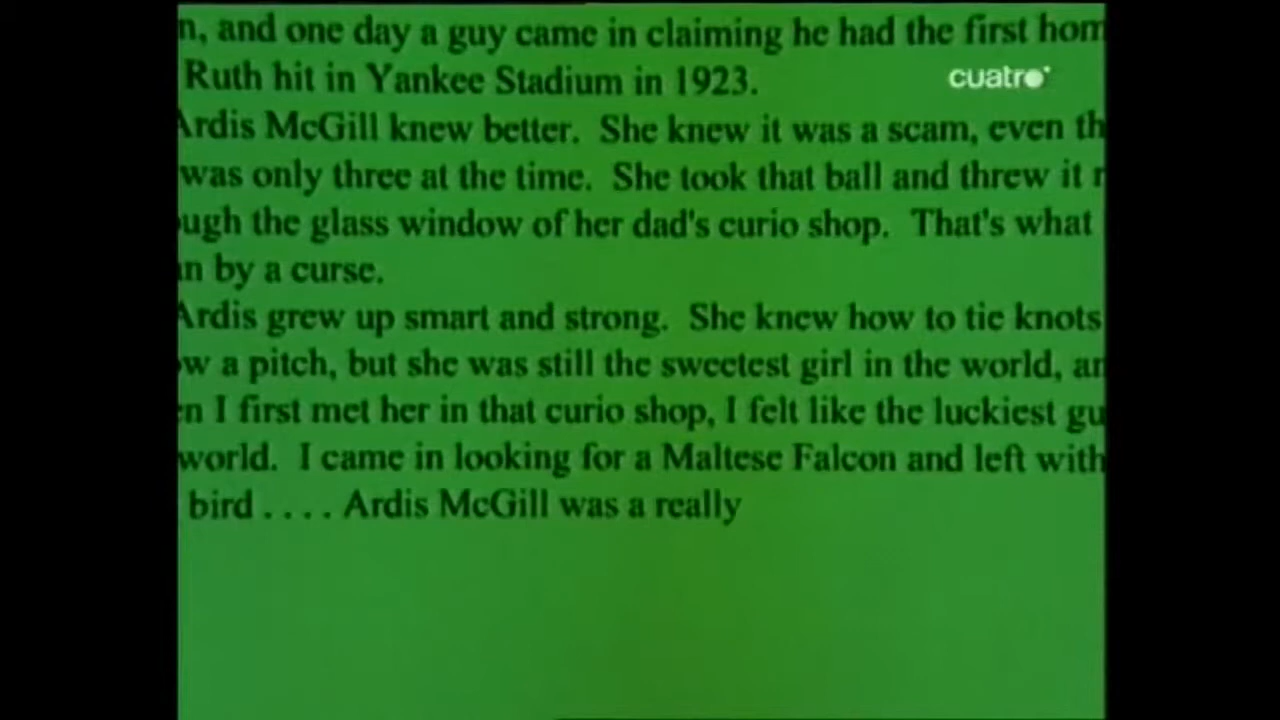 n, and one day a guy came in claiming he had the first hom
Ruth hit in Yankee Stadium in 1923.
cuatro
Ardis McGill knew better. She knew it was a scam, even th
was only three at the time. She took that ball and threw it r
ugh the glass window of her dad's curio shop. That's what
n by a curse.
Ardis grew up smart and strong. She knew how to tie knots
w a pitch, but she was still the sweetest girl in the world, an
n I first met her in that curio shop, I felt like the luckiest gu
world. I came in looking for a Maltese Falcon and left with
bird .... Ardis McGill was a really